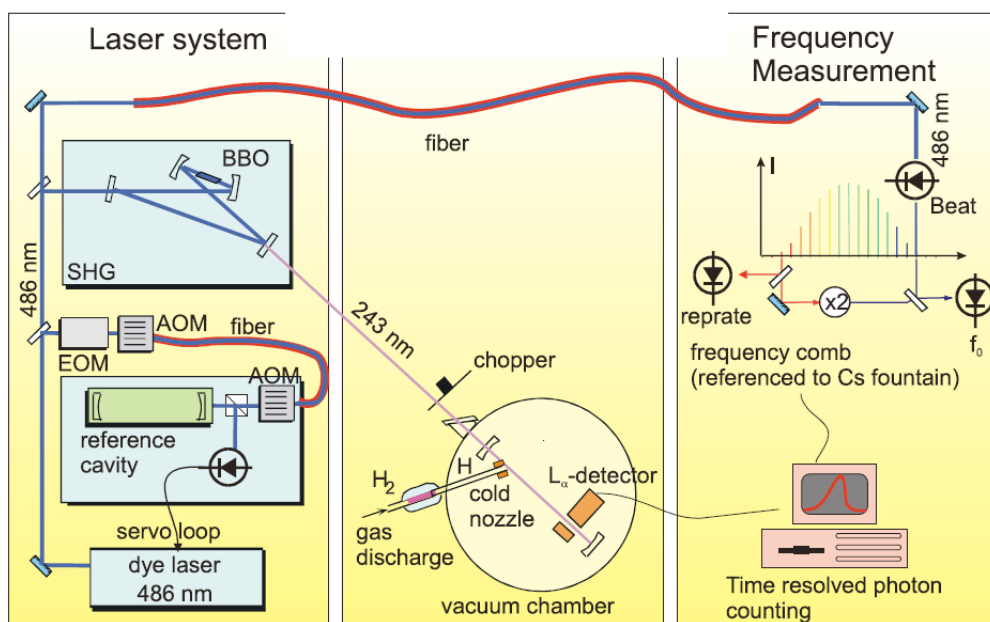 Laser system
Frequency
Measurement
fiber
486 nm
BBO
SHG
486 nm
I
Beat
reprate
x2
f₀
243 nm
AOM
fiber
EOM
AOM
chopper
frequency comb
(referenced to Cs fountain)
reference
cavity
H₂
H
cold
nozzle
Lα-detector
gas
discharge
servo loop
dye laser
486 nm
vacuum chamber
Time resolved photon
counting